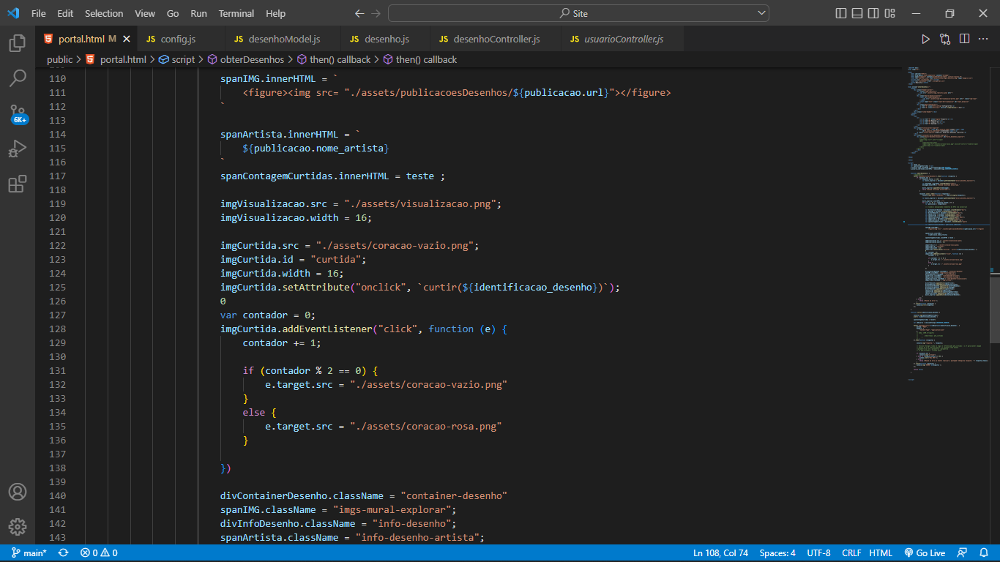 File Edit Selection View Go Run Terminal Help Site
portal.html M config.js desenhoModel.js desenho.js desenhoController.js usuarioController.js
public > portal.html > script > obterDesenhos > then() callback > then() callback
110 spanIMG.innerHTML = `
111 <figure><img src= "./assets/publicacoesDesenhos/${publicacao.url}"></figure>
112 `
113
114 spanArtista.innerHTML = `
115 ${publicacao.nome_artista}
116 `
117 spanContagemCurtidas.innerHTML = teste ;
118
119 imgVisualizacao.src = "./assets/visualizacao.png";
120 imgVisualizacao.width = 16;
121
122 imgCurtida.src = "./assets/coracao-vazio.png";
123 imgCurtida.id = "curtida";
124 imgCurtida.width = 16;
125 imgCurtida.setAttribute("onclick", `curtir(${identificacao_desenho})`);
126 0
127 var contador = 0;
128 imgCurtida.addEventListener("click", function (e) {
129 contador += 1;
130
131 if (contador % 2 == 0) {
132 e.target.src = "./assets/coracao-vazio.png"
133 }
134 else {
135 e.target.src = "./assets/coracao-rosa.png"
136 }
137
138 })
139
140 divContainerDesenho.className = "container-desenho"
141 spanIMG.className = "imgs-mural-explorar";
142 divInfoDesenho.className = "info-desenho";
143 spanArtista.className = "info-desenho-artista";
6K+
main* 0 0 Ln 108, Col 74 Spaces: 4 UTF-8 CRLF HTML Go Live